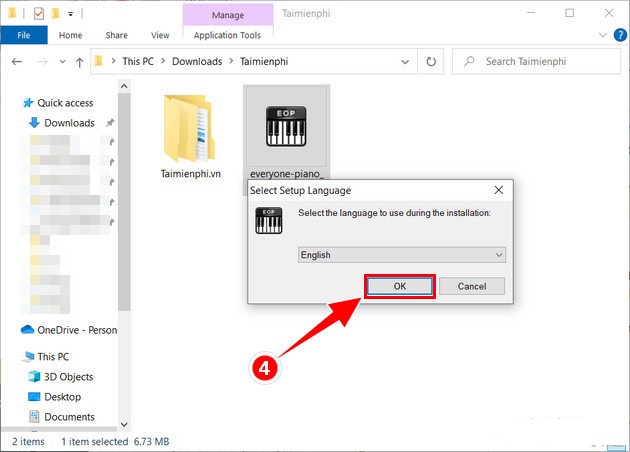 Manage
Taimienphi
File
Home
Share
View
Application Tools
This PC
Downloads
Taimienphi
Search Taimienphi
Quick access
Downloads
OneDrive - Person
This PC
3D Objects
Desktop
Documents
EOP
Taimienphi.vn
everyone-piano_
Select Setup Language
EOP
Select the language to use during the installation:
English
OK
Cancel
4
2 items
1 item selected 6.73 MB